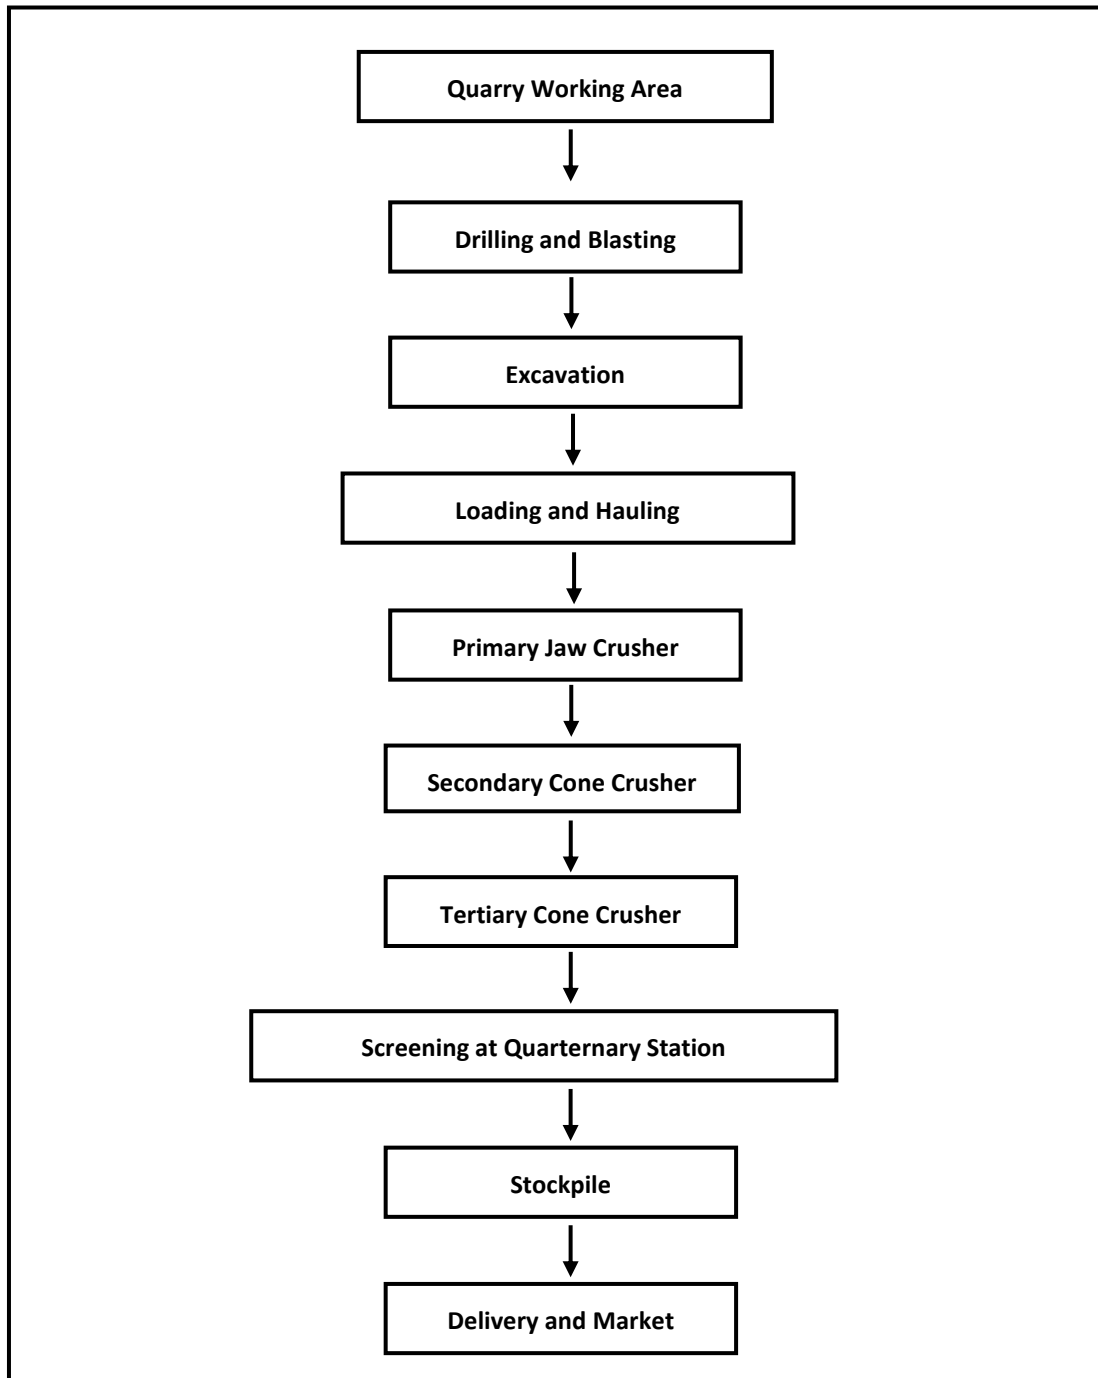 Quarry Working Area
Drilling and Blasting
Excavation
Loading and Hauling
Primary Jaw Crusher
Secondary Cone Crusher
Tertiary Cone Crusher
Screening at Quarternary Station
Stockpile
Delivery and Market